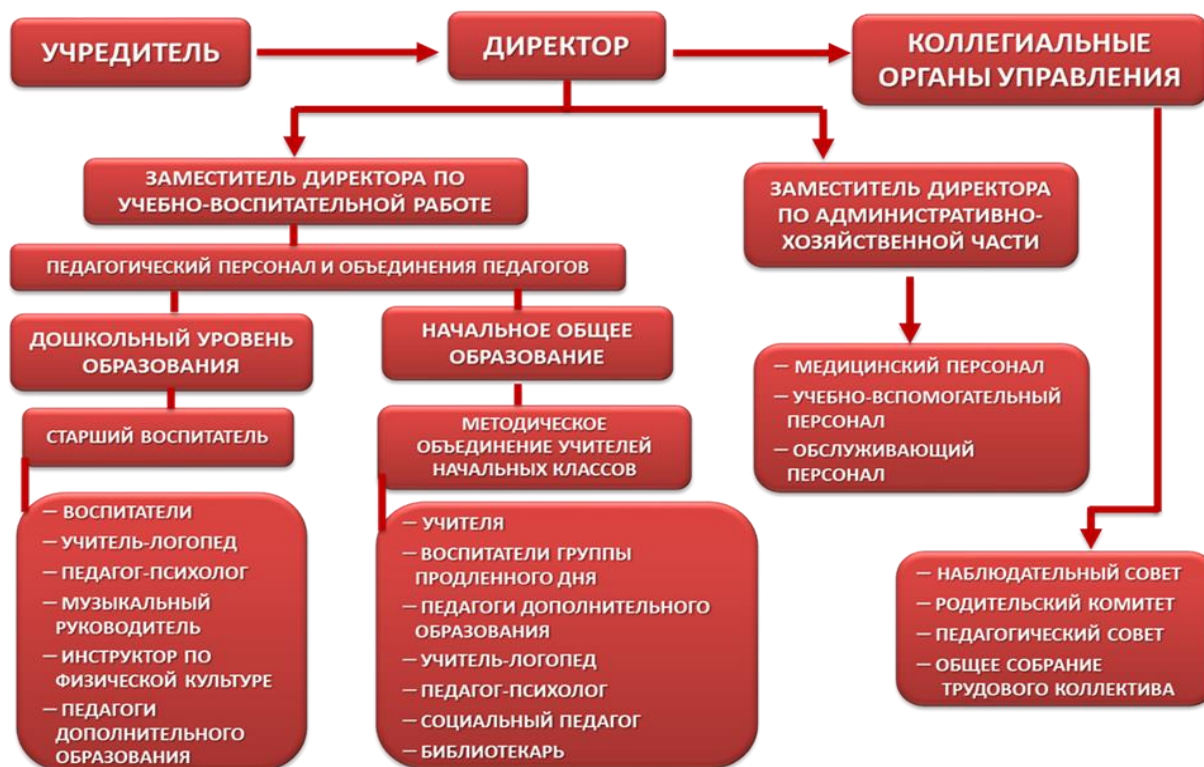 УЧРЕДИТЕЛЬ
ДИРЕКТОР
КОЛЛЕГИАЛЬНЫЕ
ОРГАНЫ УПРАВЛЕНИЯ
ЗАМЕСТИТЕЛЬ ДИРЕКТОРА ПО
УЧЕБНО-ВОСПИТАТЕЛЬНОЙ РАБОТЕ
ЗАМЕСТИТЕЛЬ ДИРЕКТОРА
ПО АДМИНИСТРАТИВНО-
ХОЗЯЙСТВЕННОЙ ЧАСТИ
ПЕДАГОГИЧЕСКИЙ ПЕРСОНАЛ И ОБЪЕДИНЕНИЯ ПЕДАГОГОВ
ДОШКОЛЬНЫЙ УРОВЕНЬ
ОБРАЗОВАНИЯ
НАЧАЛЬНОЕ ОБЩЕЕ
ОБРАЗОВАНИЕ
СТАРШИЙ ВОСПИТАТЕЛЬ
МЕТОДИЧЕСКОЕ
ОБЪЕДИНЕНИЕ УЧИТЕЛЕЙ
НАЧАЛЬНЫХ КЛАССОВ
— МЕДИЦИНСКИЙ ПЕРСОНАЛ
— УЧЕБНО-ВСПОМОГАТЕЛЬНЫЙ
ПЕРСОНАЛ
— ОБСЛУЖИВАЮЩИЙ
ПЕРСОНАЛ
— ВОСПИТАТЕЛИ
— УЧИТЕЛЬ-ЛОГОПЕД
— ПЕДАГОГ-ПСИХОЛОГ
— МУЗЫКАЛЬНЫЙ
РУКОВОДИТЕЛЬ
— ИНСТРУКТОР ПО
ФИЗИЧЕСКОЙ КУЛЬТУРЕ
— ПЕДАГОГИ
ДОПОЛНИТЕЛЬНОГО
ОБРАЗОВАНИЯ
— УЧИТЕЛЯ
— ВОСПИТАТЕЛИ ГРУППЫ
ПРОДЛЕННОГО ДНЯ
— ПЕДАГОГИ ДОПОЛНИТЕЛЬНОГО
ОБРАЗОВАНИЯ
— УЧИТЕЛЬ-ЛОГОПЕД
— ПЕДАГОГ-ПСИХОЛОГ
— СОЦИАЛЬНЫЙ ПЕДАГОГ
— БИБЛИОТЕКАРЬ
— НАБЛЮДАТЕЛЬНЫЙ СОВЕТ
— РОДИТЕЛЬСКИЙ КОМИТЕТ
— ПЕДАГОГИЧЕСКИЙ СОВЕТ
— ОБЩЕЕ СОБРАНИЕ
ТРУДОВОГО КОЛЛЕКТИВА